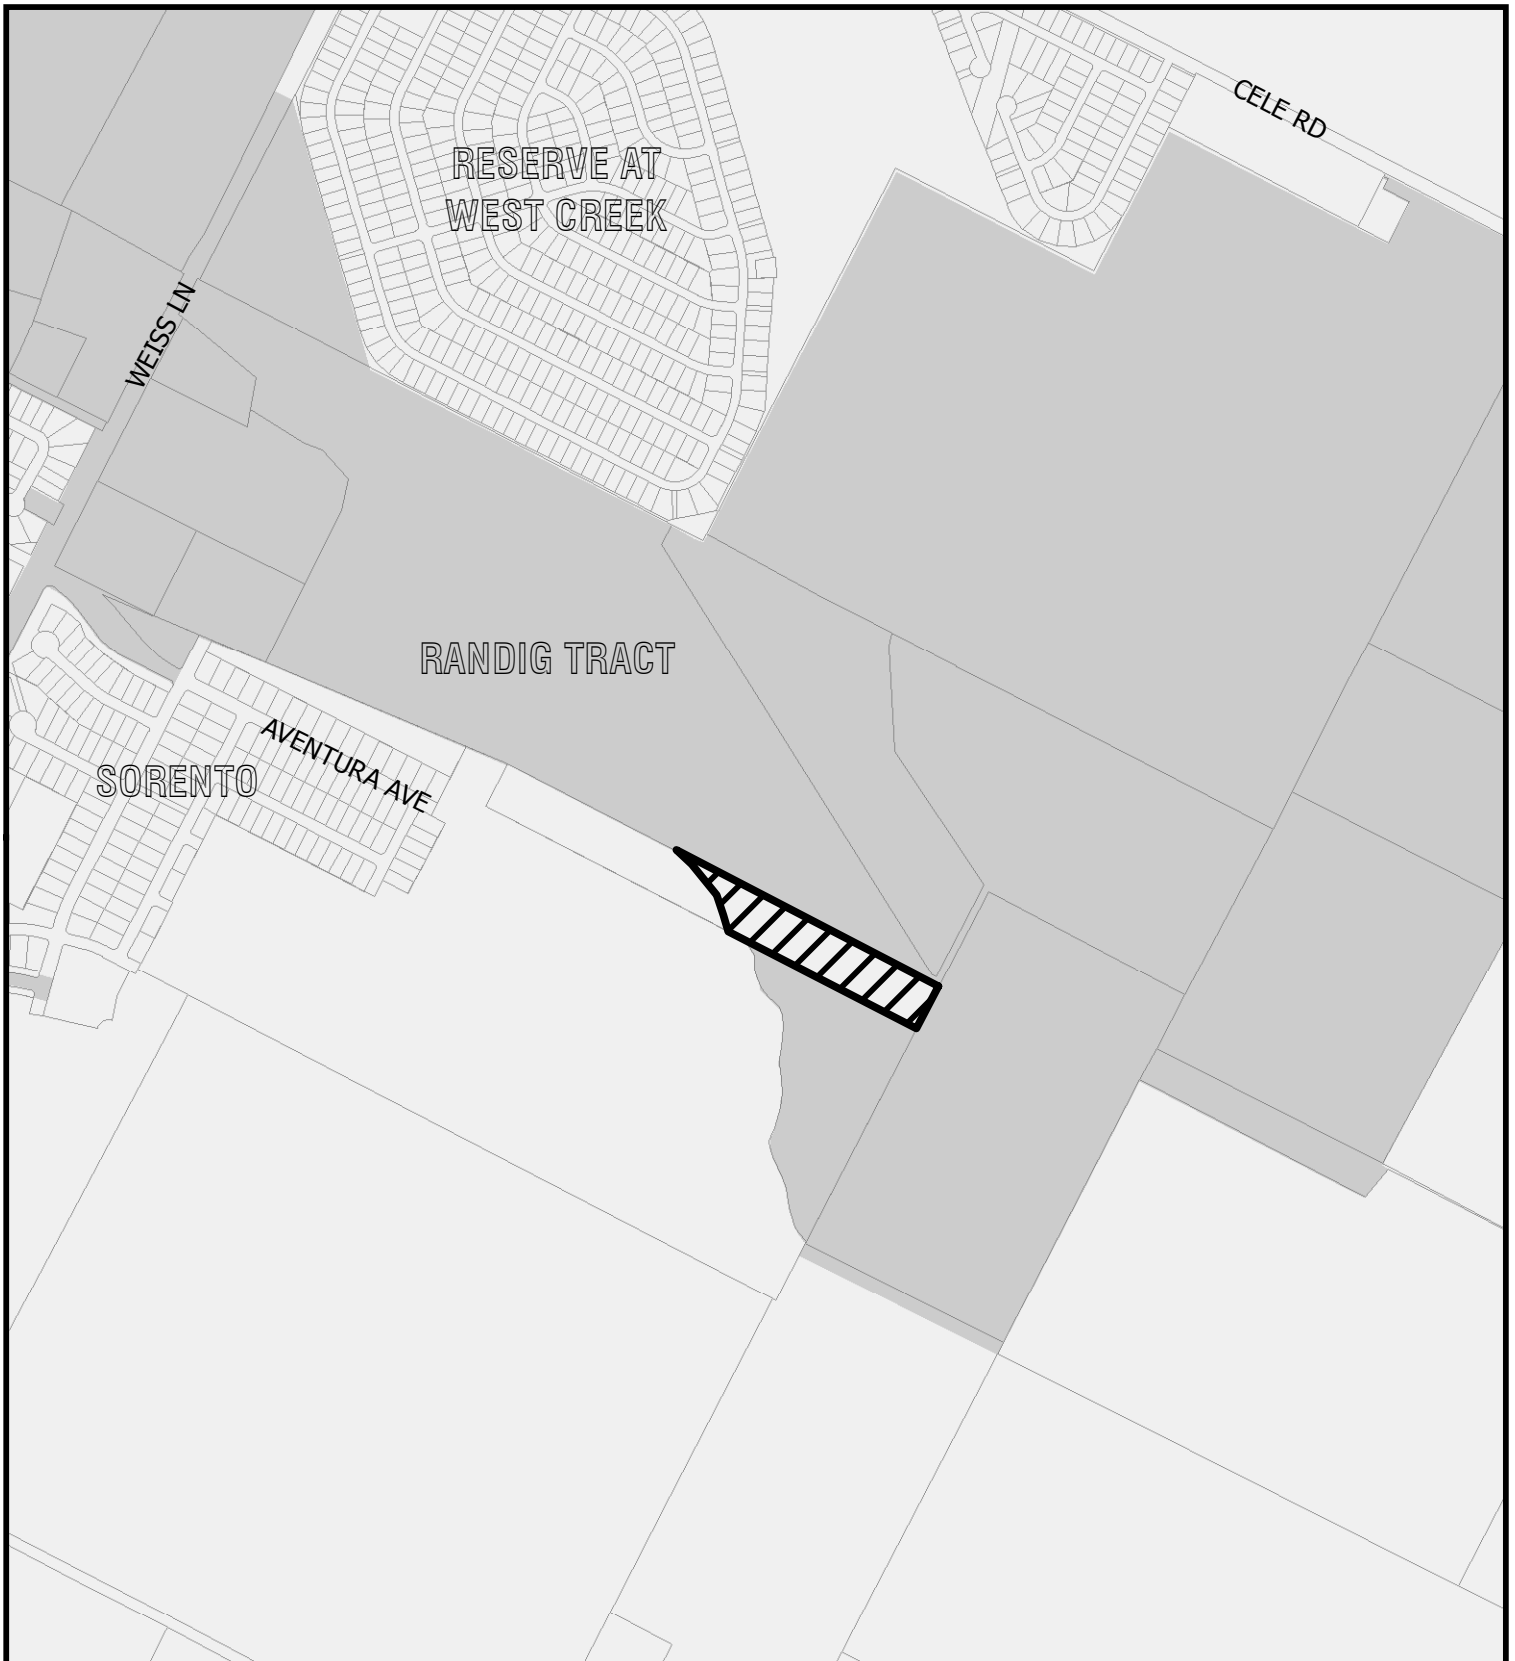 CELE RD
RESERVE AT
WEST CREEK
WEISS LN
RANDIG TRACT
AVENTURA AVE
SORENTO